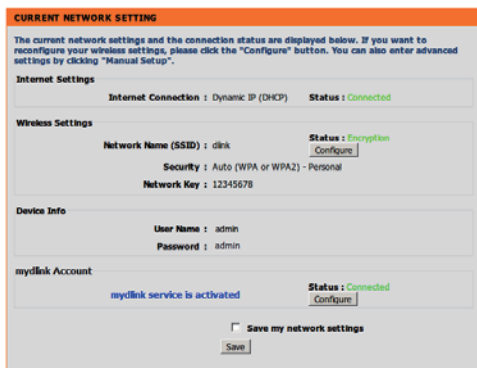 CURRENT NETWORK SETTING
The current network settings and the connection status are displayed below. If you want to
reconfigure your wireless settings, please click the "Configure" button. You can also enter advanced
settings by clicking "Manual Setup".
Internet Settings
Internet Connection : Dynamic IP (DHCP) Status : Connected
Wireless Settings
Network Name (SSID) : dlink Status : Encryption
Configure
Security : Auto (WPA or WPA2) - Personal
Network Key : 12345678
Device Info
User Name : admin
Password : admin
mydlink Account
mydlink service is activated Status : Connected
Configure
Save my network settings
Save